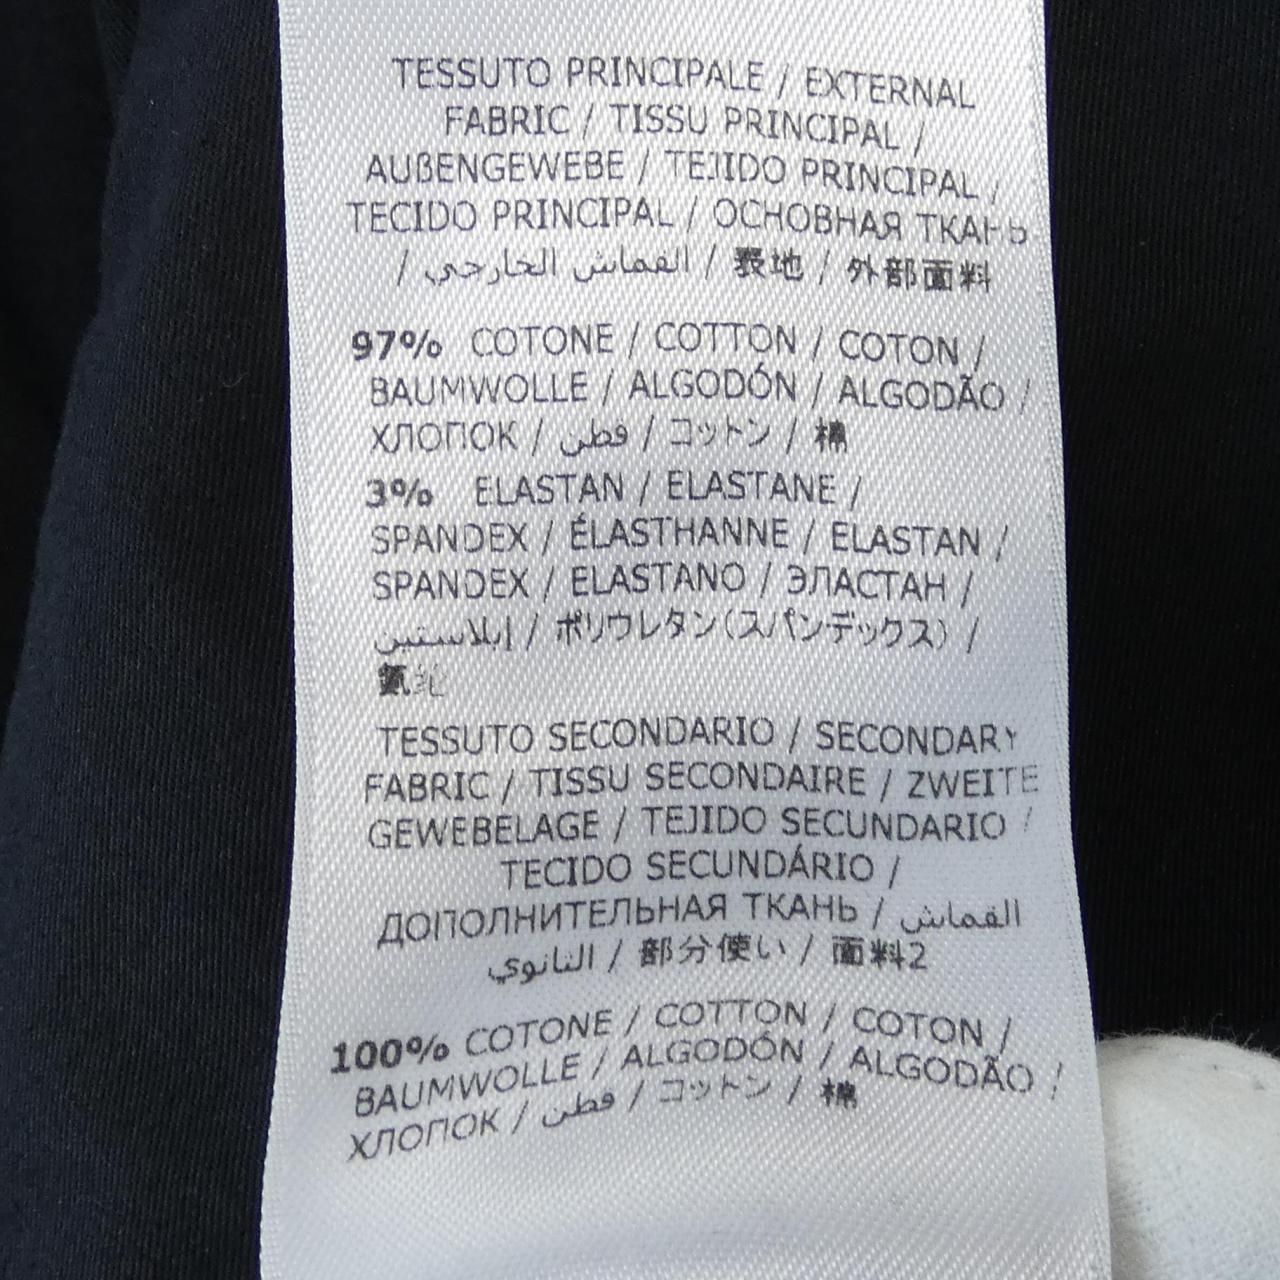 TESSUTO PRINCIPALE / EXTERNAL
FABRIC / TISSU PRINCIPAL /
AUßENGEWEBE / TEJIDO PRINCIPAL /
TECIDO PRINCIPAL / ОСНОВНАЯ ТКАНЬ
/ القماش الخارجي / 表地 / 外部面料
97% COTONE / COTTON / COTON /
BAUMWOLLE / ALGODÓN / ALGODÃO /
ХЛОПОК / قطن / コットン / 棉
3% ELASTAN / ELASTANE /
SPANDEX / ÉLASTHANNE / ELASTAN /
SPANDEX / ELASTANO / ЭЛАСТАН /
إيلاستين / ポリウレタン(スパンデックス) /
氨纶
TESSUTO SECONDARIO / SECONDARY
FABRIC / TISSU SECONDAIRE / ZWEITE
GEWEBELAGE / TEJIDO SECUNDARIO /
TECIDO SECUNDÁRIO /
ДОПОЛНИТЕЛЬНАЯ ТКАНЬ / القماش
الثانوي / 部分使い / 面料2
100% COTONE / COTTON / COTON /
BAUMWOLLE / ALGODÓN / ALGODÃO /
ХЛОПОК / قطن / コットン / 棉